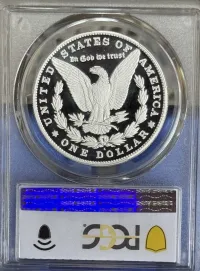 UNITED STATES OF AMERICA
In God we trust
★ ONE DOLLAR ★
PCGS